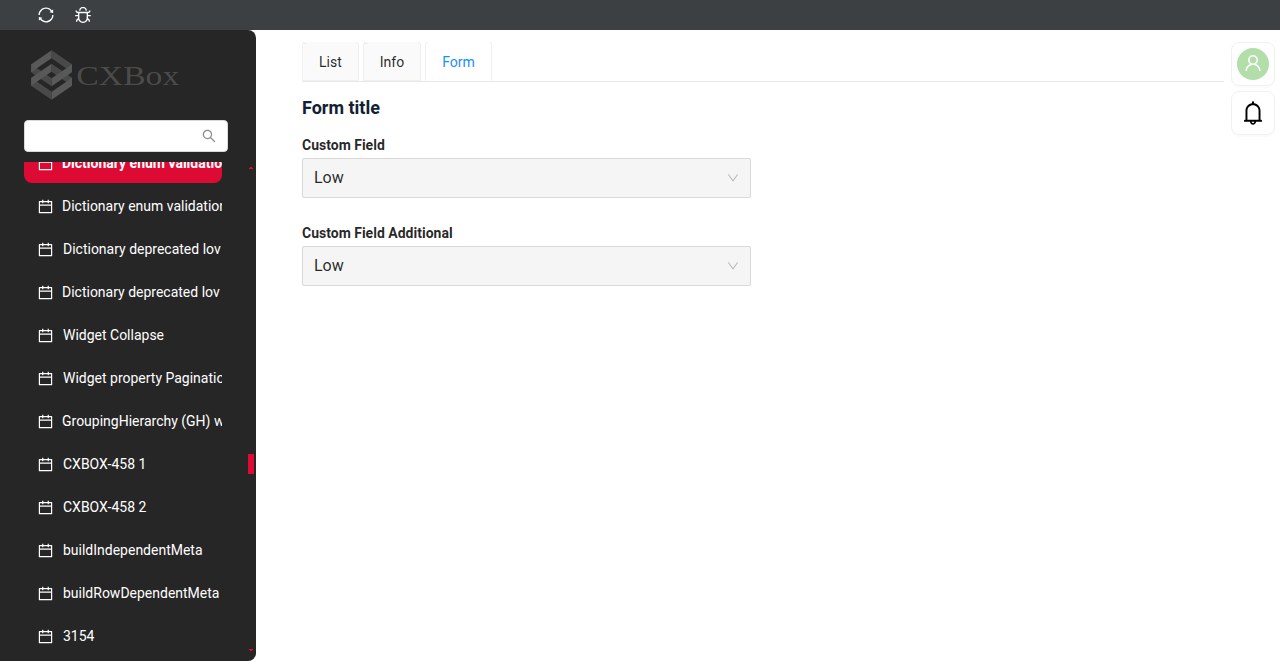 CXBox
List
Info
Form
Form title
Custom Field
Low
Custom Field Additional
Low
Dictionary enum validatio
Dictionary enum validation
Dictionary deprecated lov
Dictionary deprecated lov
Widget Collapse
Widget property Paginatio
GroupingHierarchy (GH) w
CXBOX-458 1
CXBOX-458 2
buildIndependentMeta
buildRowDependentMeta
3154